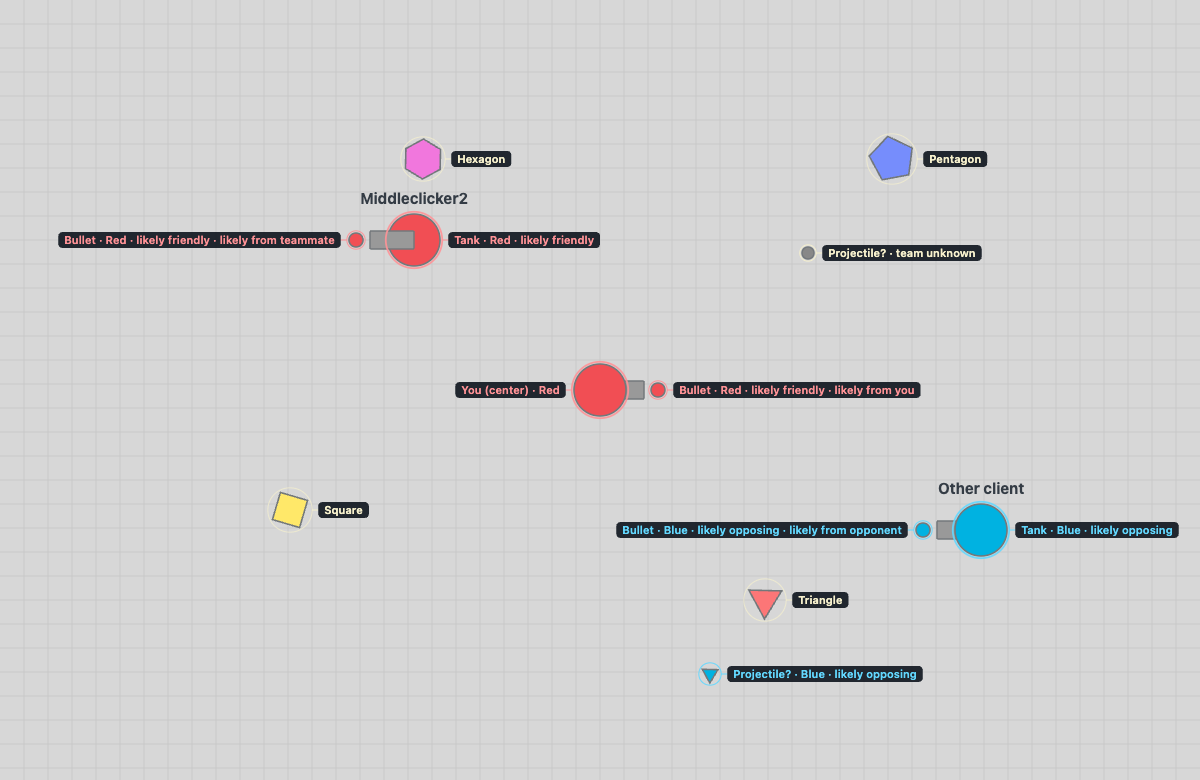 Hexagon
Pentagon
Middleclicker2
Bullet · Red · likely friendly · likely from teammate
Tank · Red · likely friendly
Projectile? · team unknown
You (center) · Red
Bullet · Red · likely friendly · likely from you
Other client
Square
Bullet · Blue · likely opposing · likely from opponent
Tank · Blue · likely opposing
Triangle
Projectile? · Blue · likely opposing